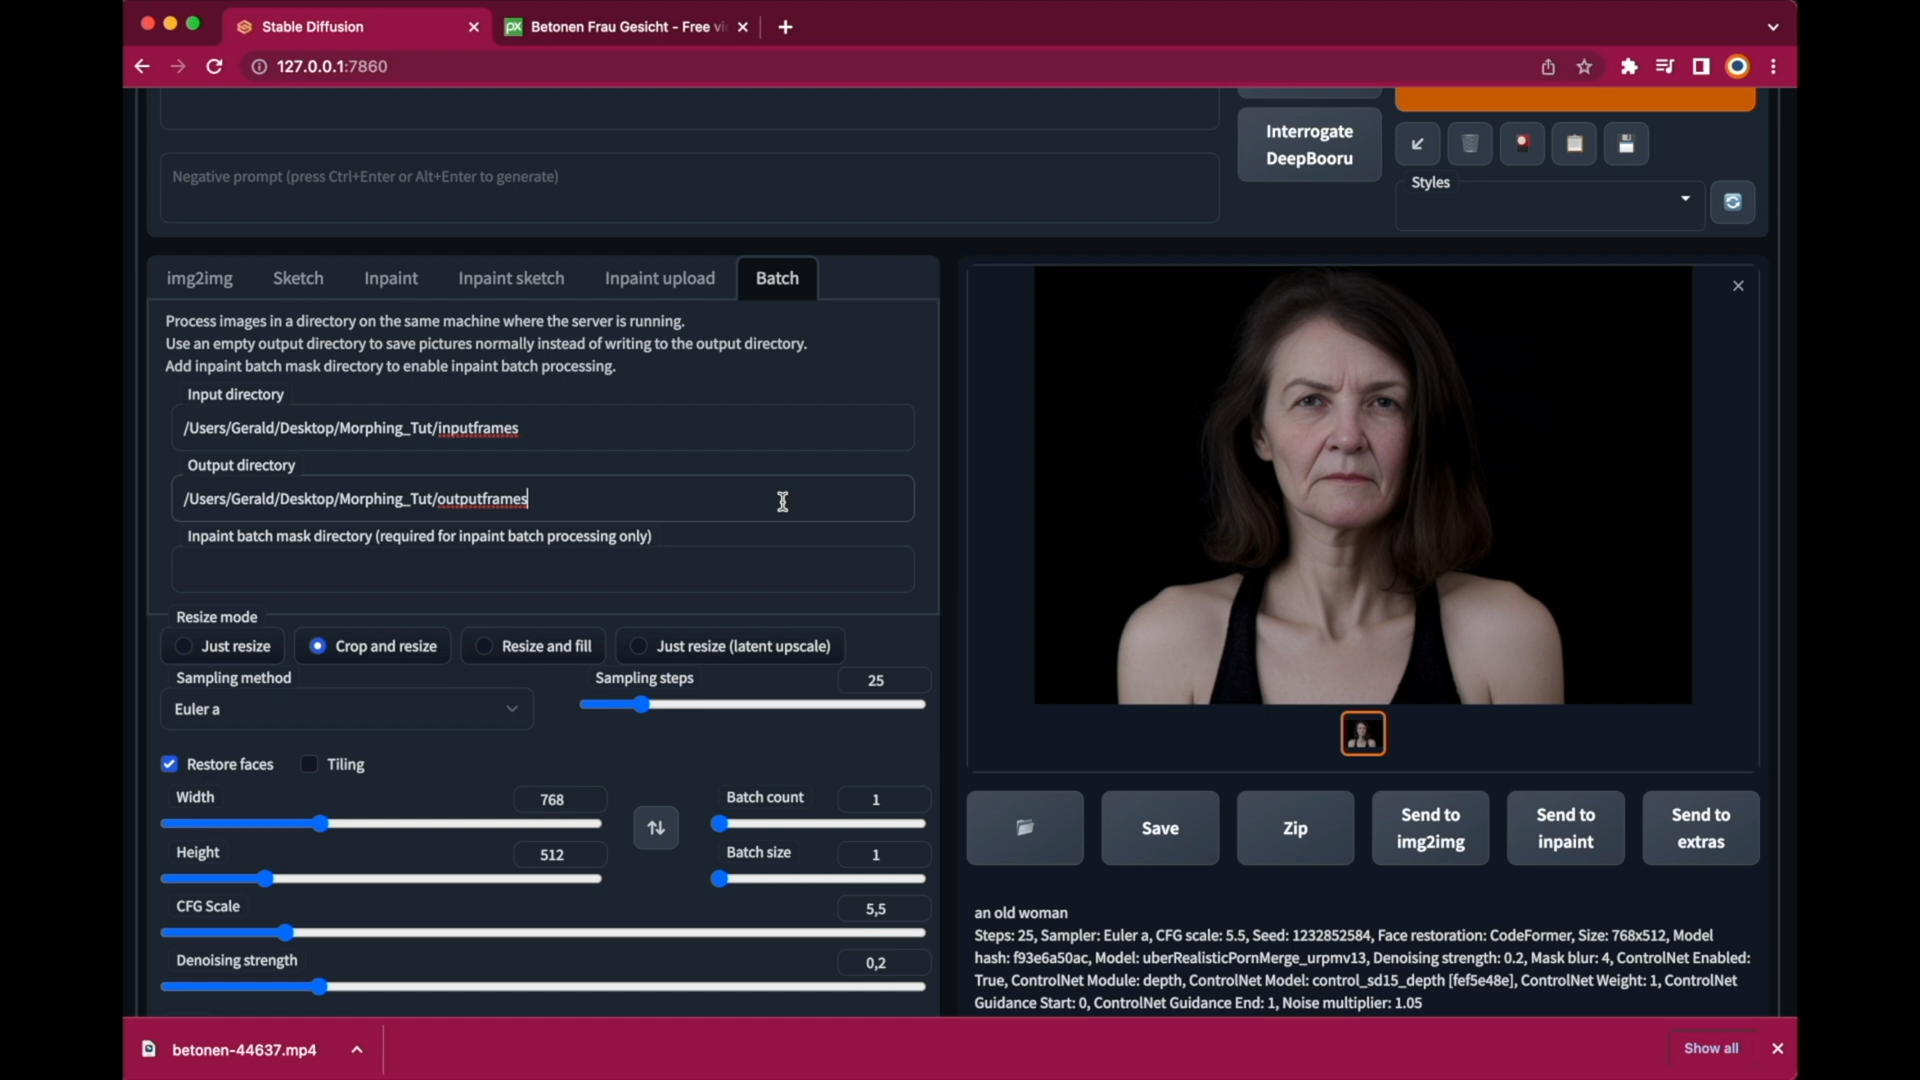 Stable Diffusion
px Betonen Frau Gesicht - Free vi
127.0.0.1:7860
Interrogate
DeepBooru
Negative prompt (press Ctrl+Enter or Alt+Enter to generate)
Styles
img2img Sketch Inpaint Inpaint sketch Inpaint upload Batch
Process images in a directory on the same machine where the server is running.
Use an empty output directory to save pictures normally instead of writing to the output directory.
Add inpaint batch mask directory to enable inpaint batch processing.
Input directory
/Users/Gerald/Desktop/Morphing_Tut/inputframes
Output directory
/Users/Gerald/Desktop/Morphing_Tut/outputframes
Inpaint batch mask directory (required for inpaint batch processing only)
Resize mode
Just resize Crop and resize Resize and fill Just resize (latent upscale)
Sampling method
Euler a
Sampling steps 25
Restore faces Tiling
Width 768
Height 512
Batch count 1
Batch size 1
CFG Scale 5,5
Denoising strength 0,2
Save Zip Send to img2img Send to inpaint Send to extras
an old woman
Steps: 25, Sampler: Euler a, CFG scale: 5.5, Seed: 1232852584, Face restoration: CodeFormer, Size: 768x512, Model
hash: f93e6a50ac, Model: uberRealisticPornMerge_urpmv13, Denoising strength: 0.2, Mask blur: 4, ControlNet Enabled:
True, ControlNet Module: depth, ControlNet Model: control_sd15_depth [fef5e48e], ControlNet Weight: 1, ControlNet
Guidance Start: 0, ControlNet Guidance End: 1, Noise multiplier: 1.05
betonen-44637.mp4
Show all